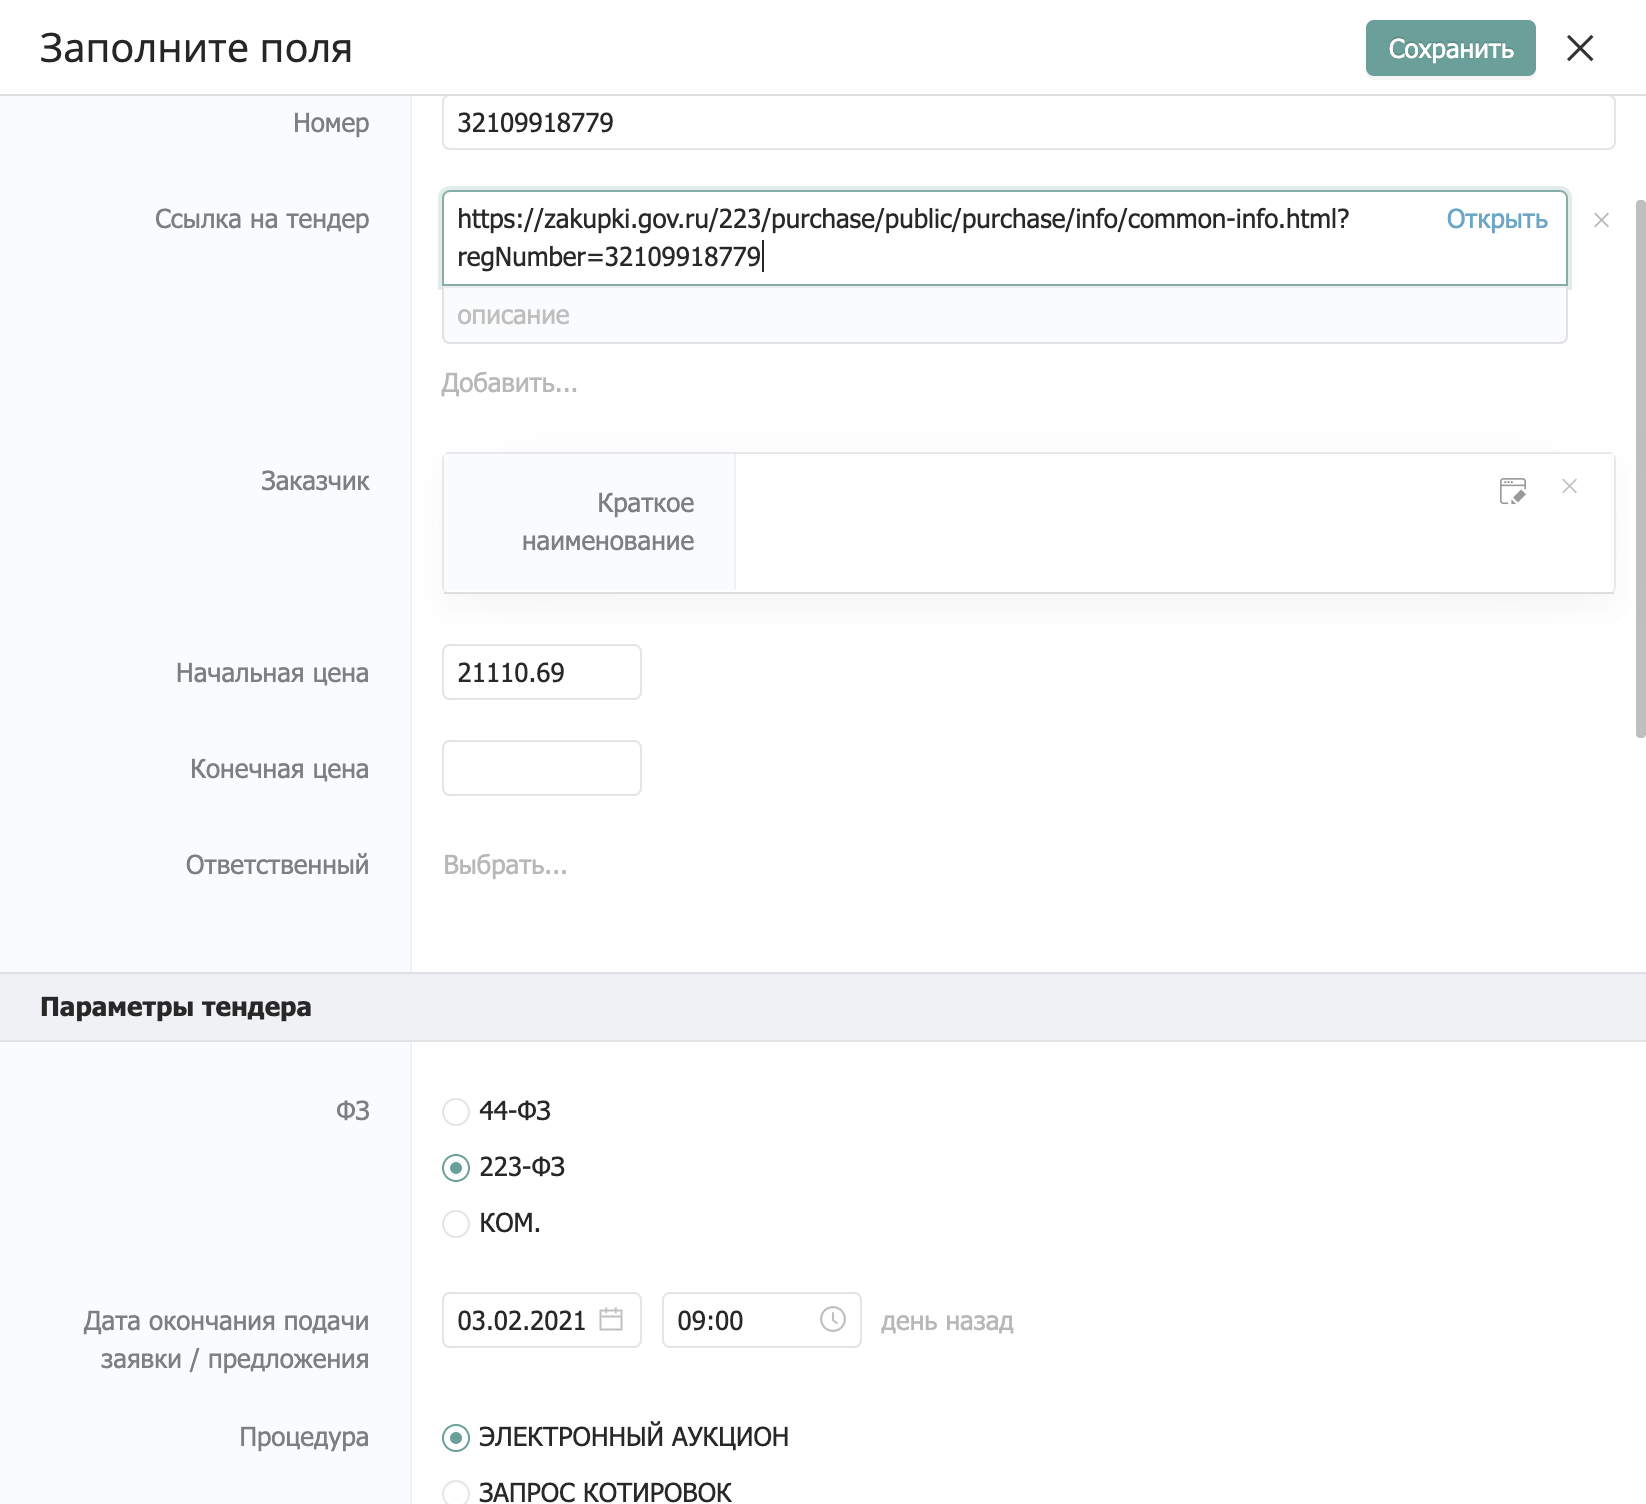 Заполните поля
Сохранить
Номер
32109918779
Ссылка на тендер
https://zakupki.gov.ru/223/purchase/public/purchase/info/common-info.html?
regNumber=32109918779
Открыть
описание
Добавить...
Заказчик
Краткое
наименование
Начальная цена
21110.69
Конечная цена
Ответственный
Выбрать...
Параметры тендера
ФЗ
44-ФЗ
223-ФЗ
КОМ.
Дата окончания подачи
заявки / предложения
03.02.2021
09:00
день назад
Процедура
ЭЛЕКТРОННЫЙ АУКЦИОН
ЗАПРОС КОТИРОВОК